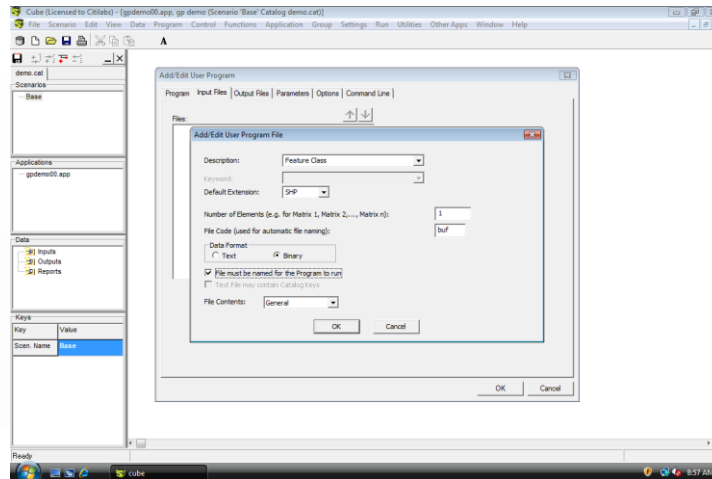 Cube (Licensed to Citilabs) - [gpdemo00.app, gp demo (Scenario 'Base' Catalog demo.cat)]
File Scenario Edit View Data Program Control Functions Application Group Settings Run Utilities Other Apps Window Help
A
demo.cat
Scenarios
Base
Applications
gpdemo00.app
Data
Inputs
Outputs
Reports
Keys
Key Value
Scen. Name Base
Add/Edit User Program
Program Input Files Output Files Parameters Options Command Line
Files:
Add/Edit User Program File
Description: Feature Class
Keyword:
Default Extension: SHP
Number of Elements (e.g. for Matrix 1, Matrix 2,..., Matrix n): 1
File Code (used for automatic file naming): buf
Data Format
Text Binary
File must be named for the Program to run
Text File may contain Catalog Keys
File Contents: General
OK Cancel
OK Cancel
Ready
cube
8:57 AM